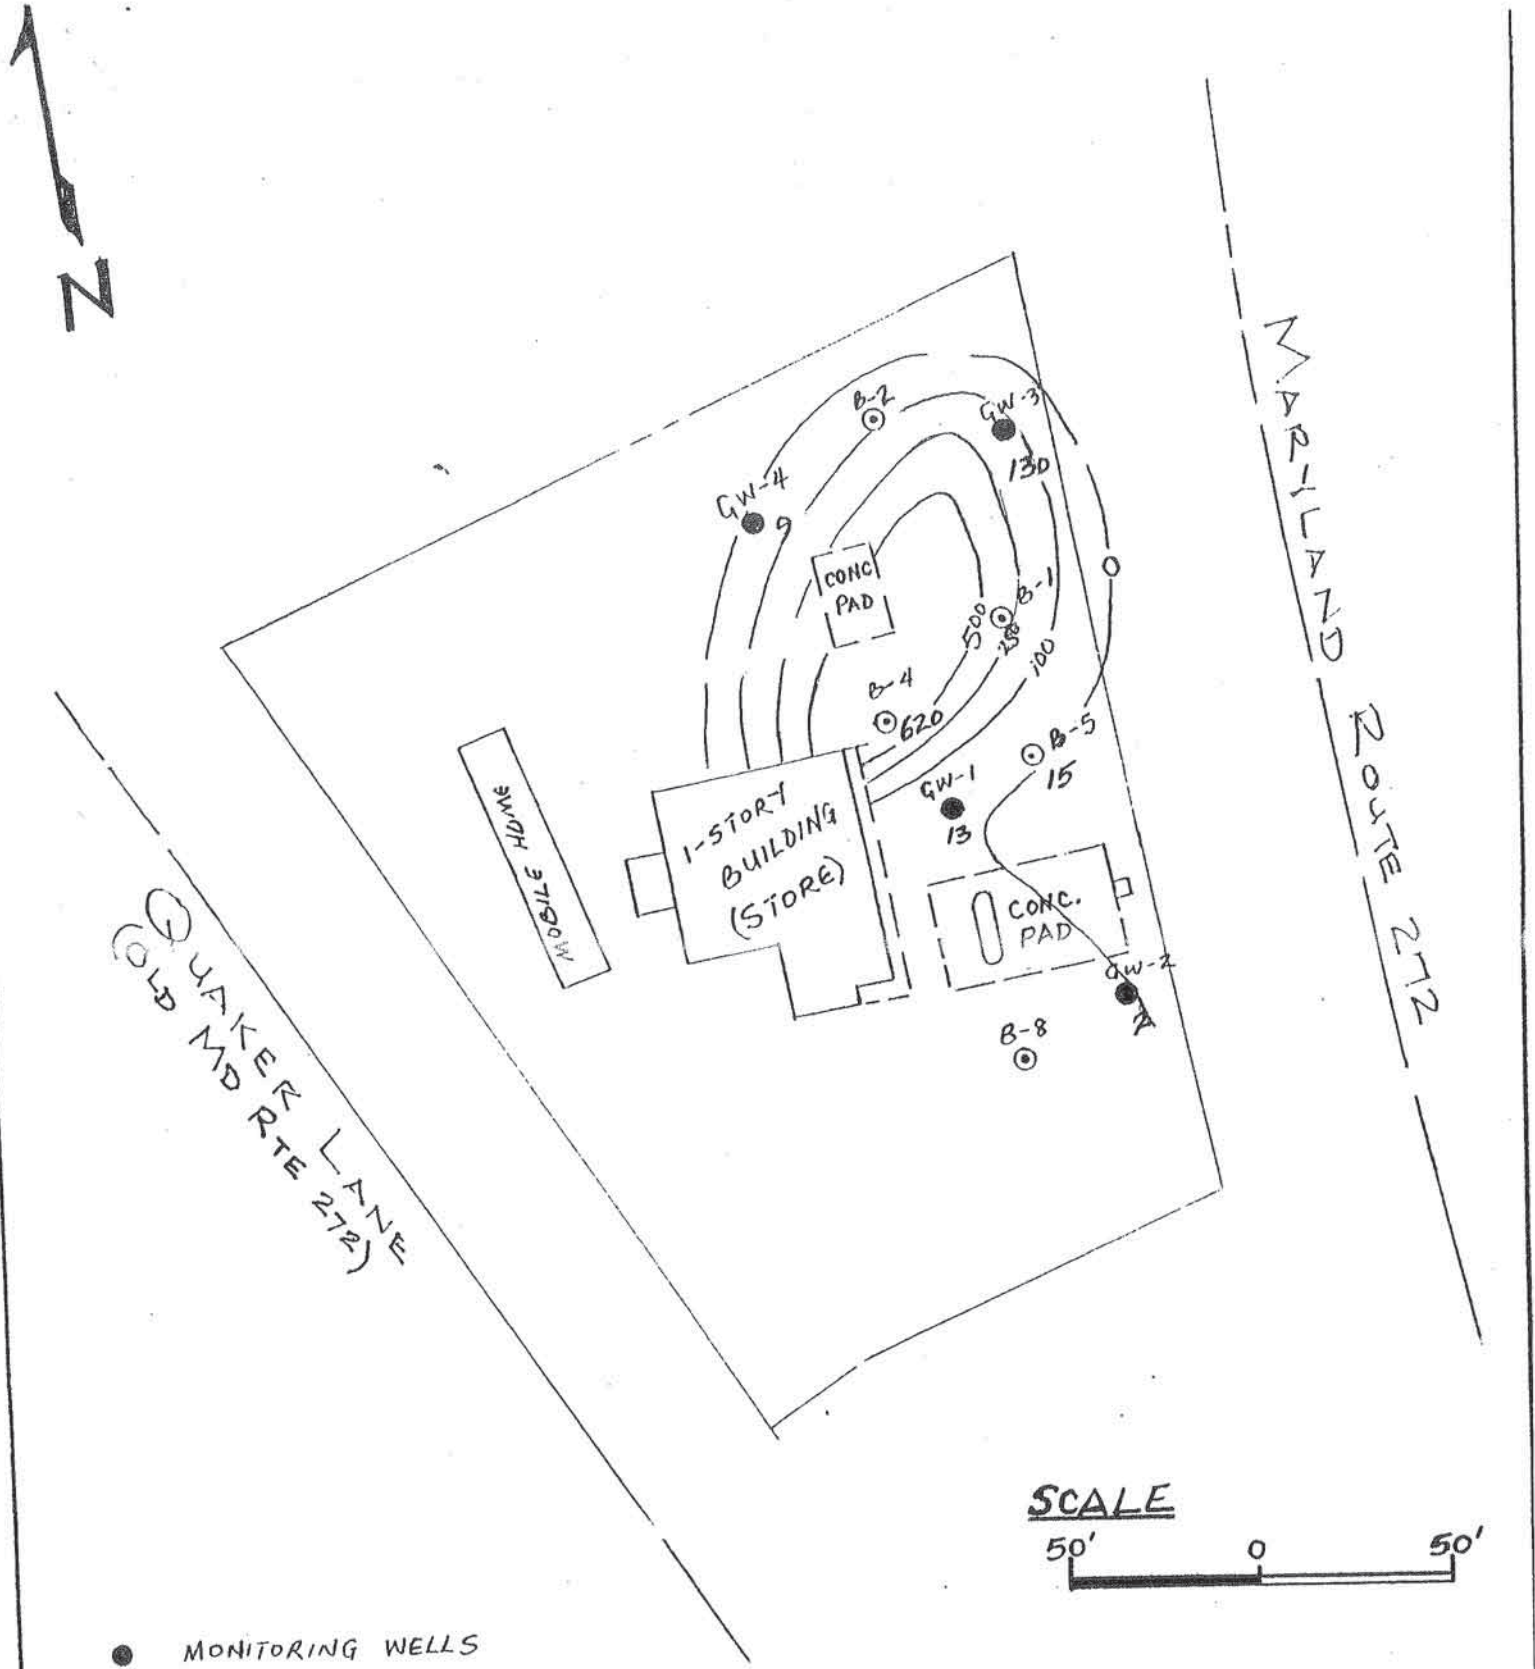 N
B-2
GW-3
130
GW-4
9
CONC
PAD
0
B-1
500
250
100
B-4
620
B-5
15
GW-1
13
1-STORY
BUILDING
(STORE)
MOBILE HOME
CONC.
PAD
GW-2
B-8
MARYLAND ROUTE 272
QUAKER LANE
(OLD MD RTE 272)
SCALE
50' 0 50'
MONITORING WELLS